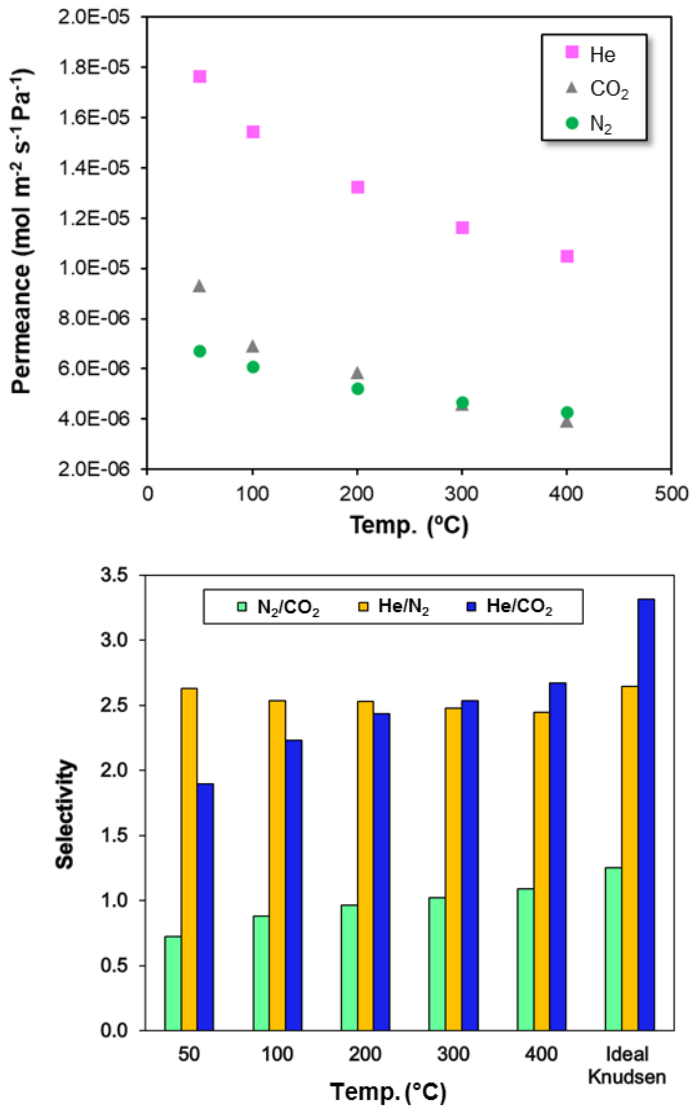 Permeance (mol m⁻² s⁻¹ Pa⁻¹)
2.0E-05
1.8E-05
1.6E-05
1.4E-05
1.2E-05
1.0E-05
8.0E-06
6.0E-06
4.0E-06
2.0E-06
He
CO₂
N₂
0 100 200 300 400 500
Temp. (ºC)
Selectivity
3.5
3.0
2.5
2.0
1.5
1.0
0.5
0.0
N₂/CO₂ He/N₂ He/CO₂
50 100 200 300 400 Ideal
Knudsen
Temp. (°C)